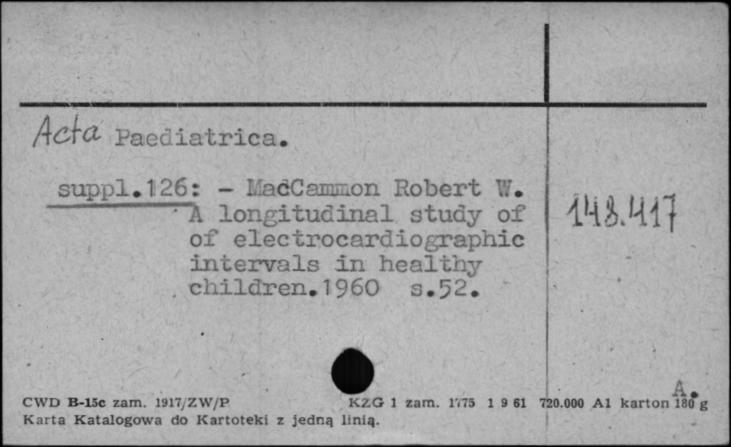 Acta Paediatrica.
suppl.126: - MacCammon Robert W.
148.417
A longitudinal study of
of electrocardiographic
intervals in healthy
children.1960 s.52.
A.
CWD B-15c zam. 1917/ZW/P KZG 1 zam. 1775 1 9 61 720.000 A1 karton 180 g
Karta Katalogowa do Kartoteki z jedną linią.